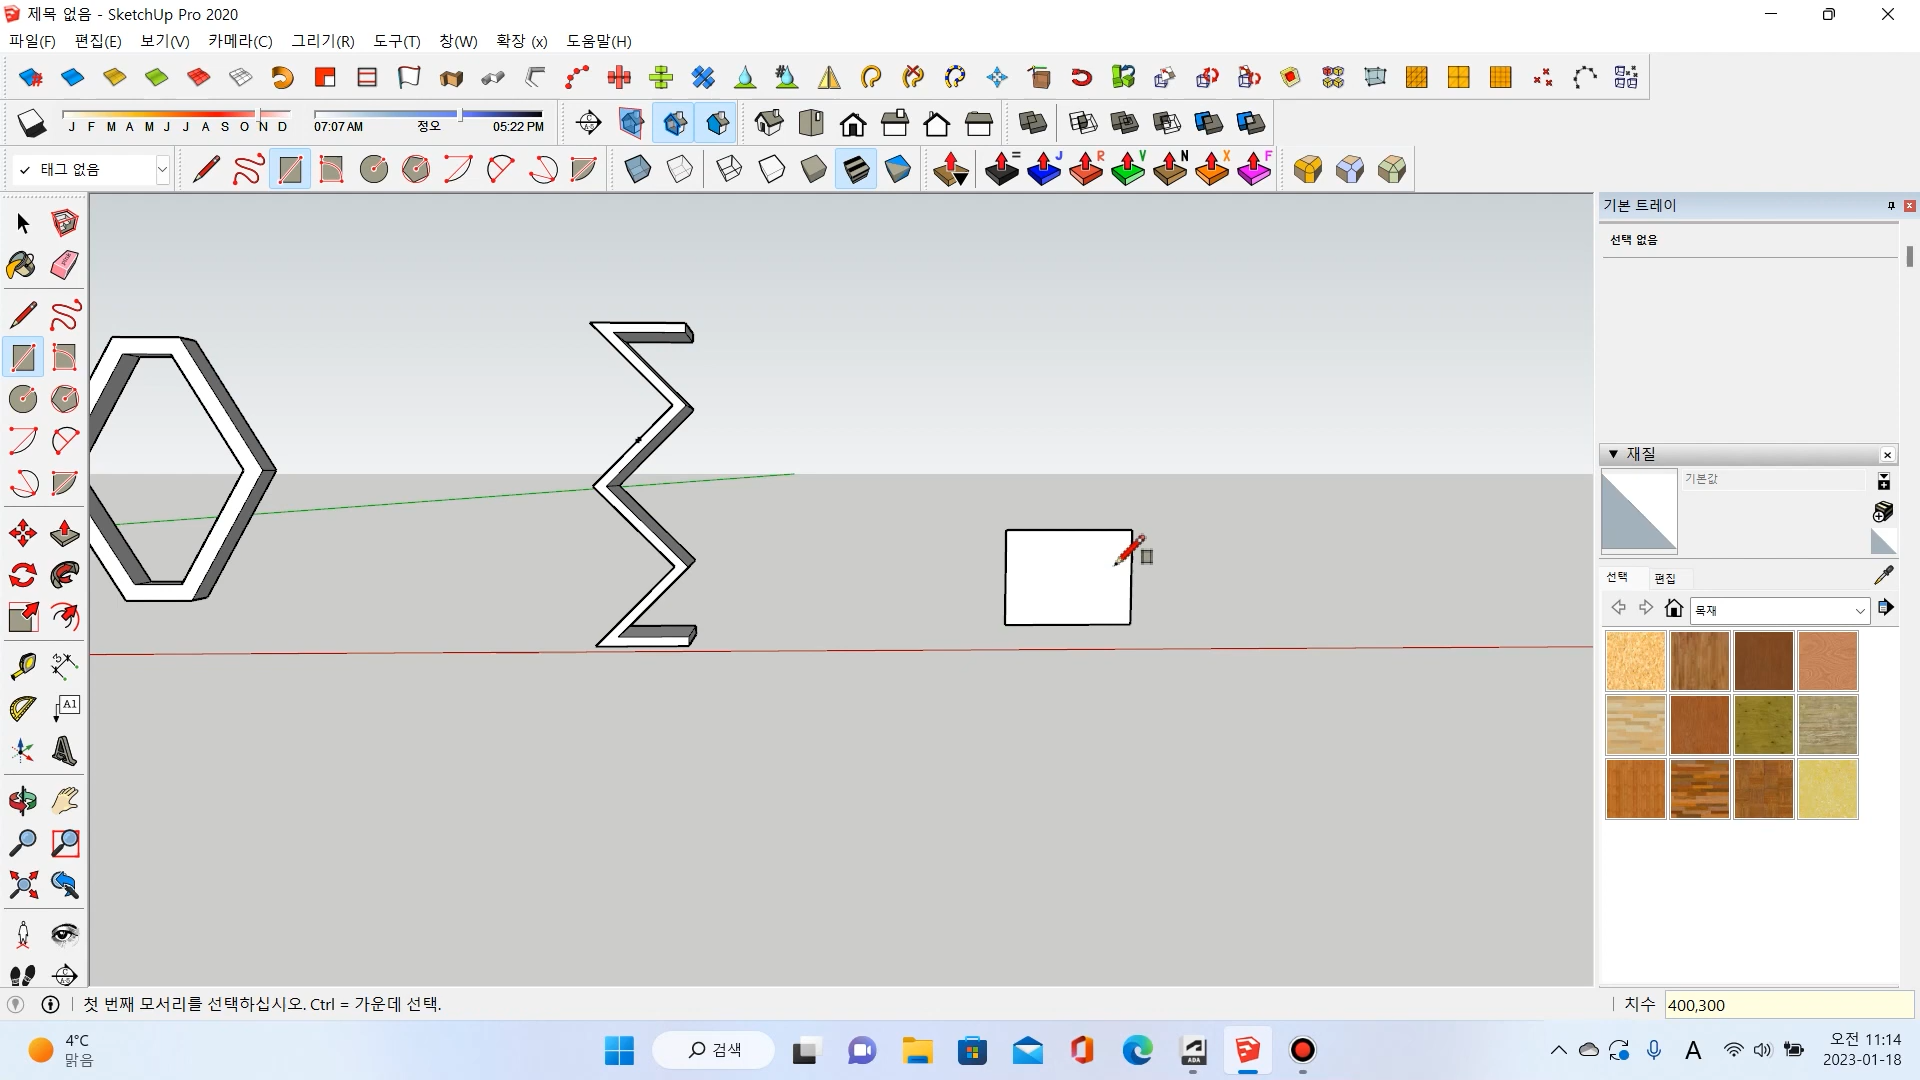 제목 없음 - SketchUp Pro 2020
파일(F) 편집(E) 보기(V) 카메라(C) 그리기(R) 도구(T) 창(W) 확장 (x) 도움말(H)
J F M A M J J A S O N D 07:07 AM 정오 05:22 PM
✓ 태그 없음
= J R V N X F
기본 트레이
선택 없음
▼ 재질
기본값
선택 편집
목재
A1
첫 번째 모서리를 선택하십시오. Ctrl = 가운데 선택.
치수 400,300
4°C
맑음
검색
ADA
A
오전 11:14
2023-01-18